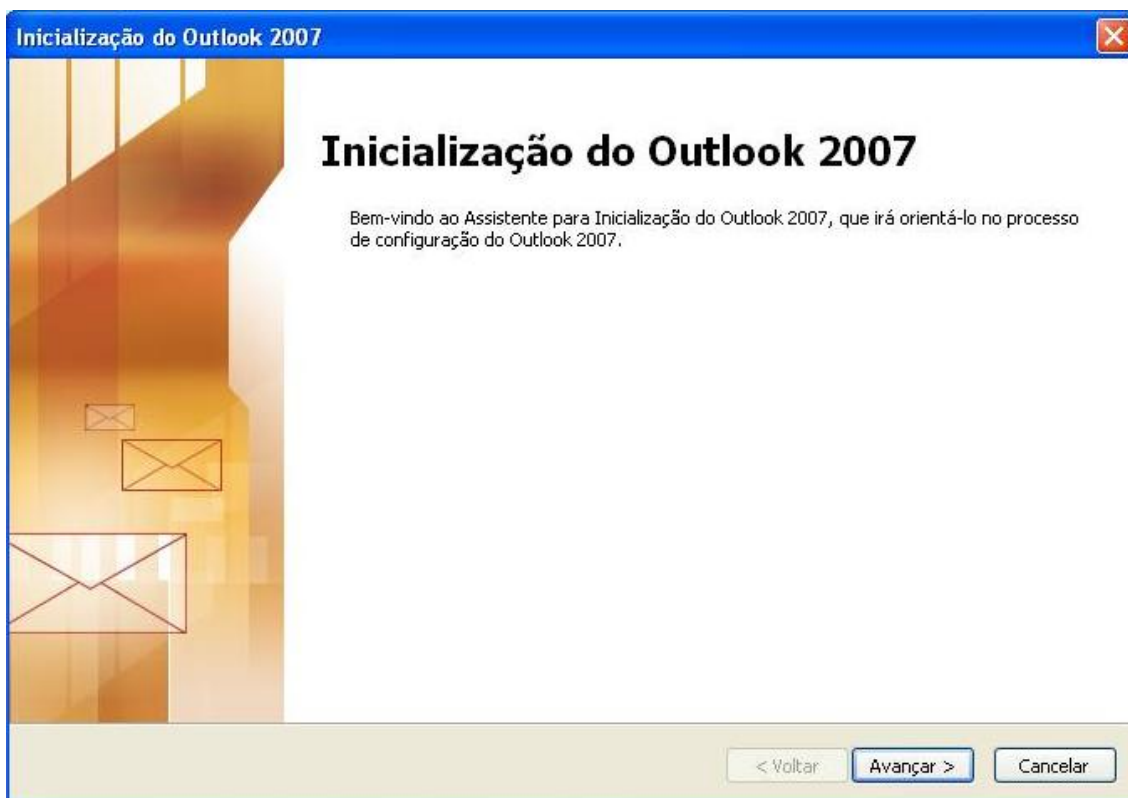 Inicialização do Outlook 2007
Inicialização do Outlook 2007
Bem-vindo ao Assistente para Inicialização do Outlook 2007, que irá orientá-lo no processo
de configuração do Outlook 2007.
< Voltar
Avançar >
Cancelar